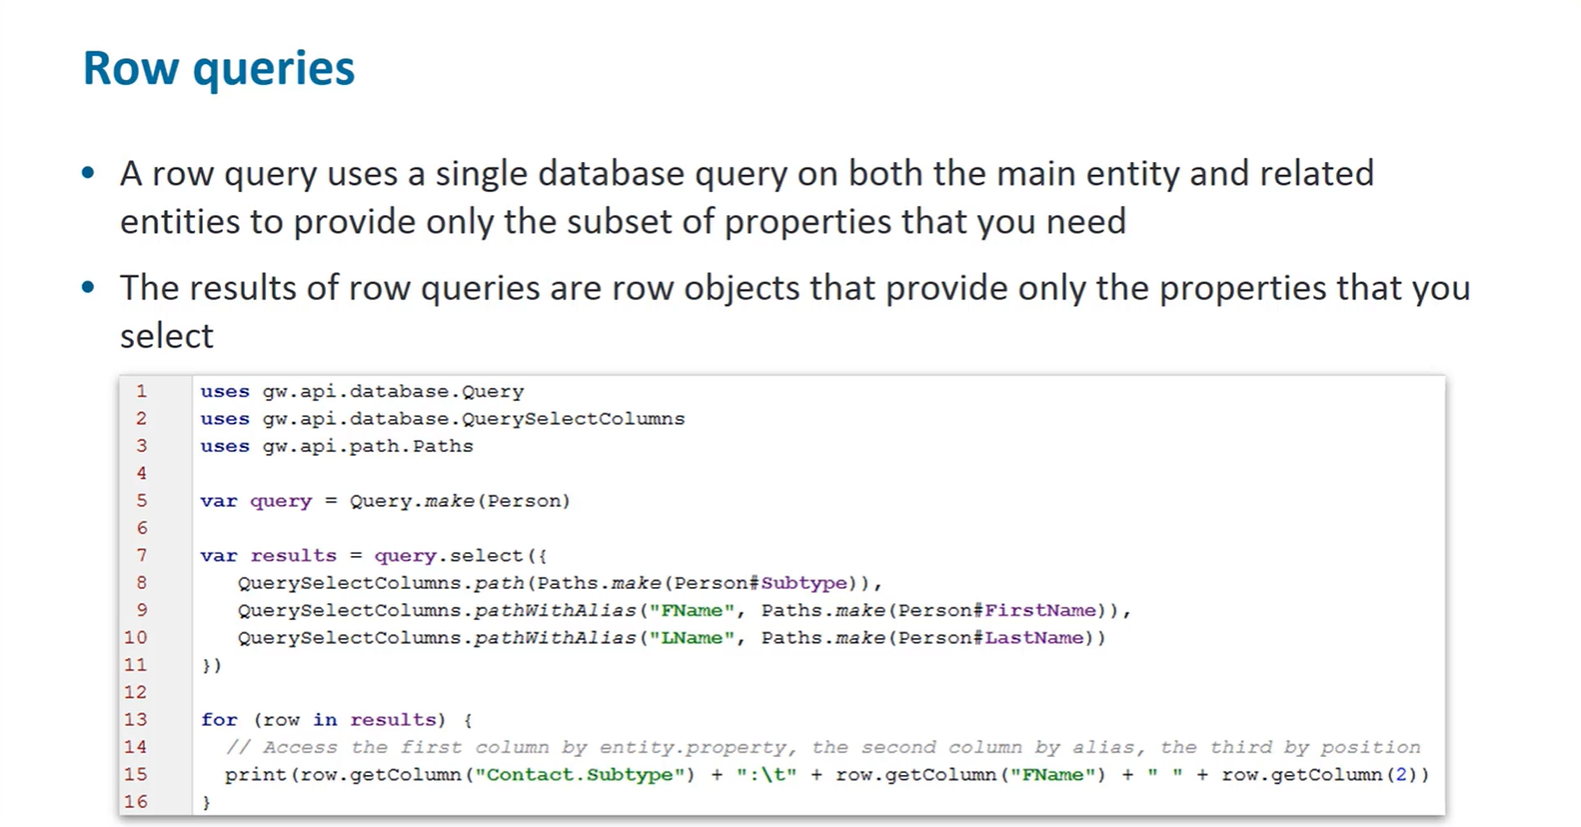 Row queries
• A row query uses a single database query on both the main entity and related
entities to provide only the subset of properties that you need
• The results of row queries are row objects that provide only the properties that you
select
1 uses gw.api.database.Query
2 uses gw.api.database.QuerySelectColumns
3 uses gw.api.path.Paths
4
5 var query = Query.make(Person)
6
7 var results = query.select({
8 QuerySelectColumns.path(Paths.make(Person#Subtype)),
9 QuerySelectColumns.pathWithAlias("FName", Paths.make(Person#FirstName)),
10 QuerySelectColumns.pathWithAlias("LName", Paths.make(Person#LastName))
11 })
12
13 for (row in results) {
14 // Access the first column by entity.property, the second column by alias, the third by position
15 print(row.getColumn("Contact.Subtype") + ":\t" + row.getColumn("FName") + " " + row.getColumn(2))
16 }